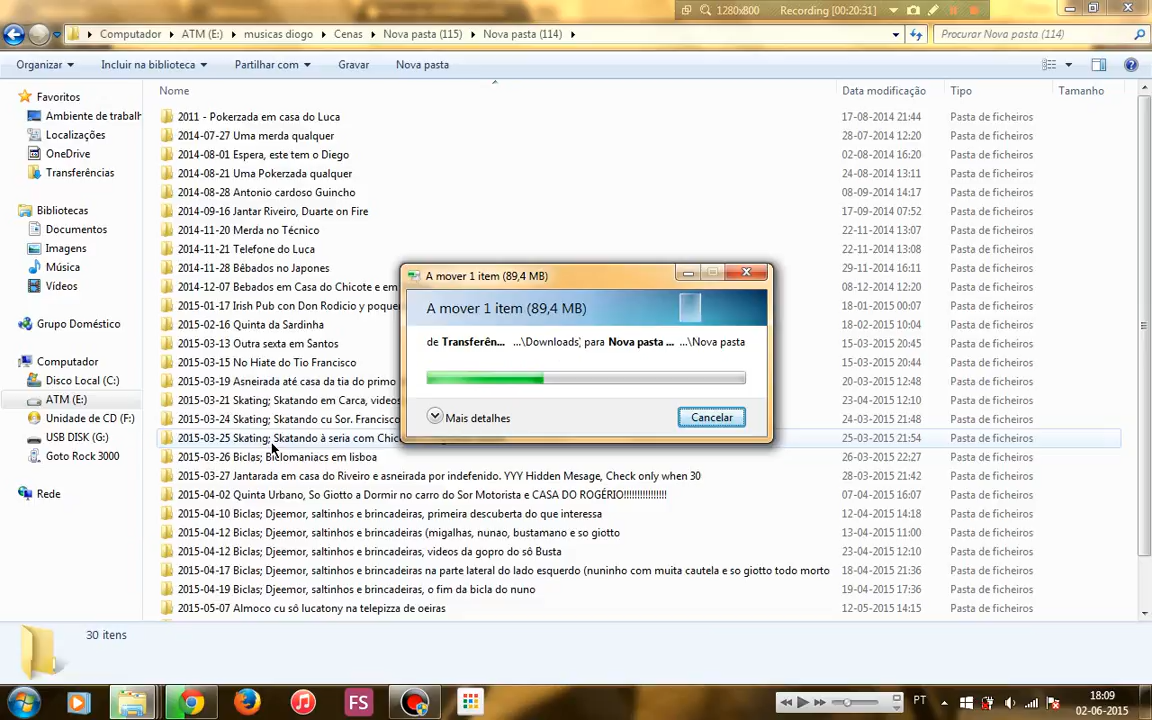 1280x800 Recording [00:20:31]
Computador ATM (E:) musicas diogo Cenas Nova pasta (115) Nova pasta (114) Procurar Nova pasta (114)
Organizar Incluir na biblioteca Partilhar com Gravar Nova pasta
Nome Data modificação Tipo Tamanho
Favoritos
Ambiente de trabal
Localizações
OneDrive
Transferências
Bibliotecas
Documentos
Imagens
Música
Vídeos
Grupo Doméstico
Computador
Disco Local (C:)
ATM (E:)
Unidade de CD (F:)
USB DISK (G:)
Goto Rock 3000
Rede
2011 - Pokerzada em casa do Luca 17-08-2014 21:44 Pasta de ficheiros
2014-07-27 Uma merda qualquer 28-07-2014 12:20 Pasta de ficheiros
2014-08-01 Espera, este tem o Diego 02-08-2014 16:20 Pasta de ficheiros
2014-08-21 Uma Pokerzada qualquer 24-08-2014 13:11 Pasta de ficheiros
2014-08-28 Antonio cardoso Guincho 08-09-2014 14:17 Pasta de ficheiros
2014-09-16 Jantar Riveiro, Duarte on Fire 17-09-2014 07:52 Pasta de ficheiros
2014-11-20 Merda no Técnico 22-11-2014 13:08 Pasta de ficheiros
2014-11-21 Telefone do Luca 22-11-2014 13:08 Pasta de ficheiros
2014-11-28 Bêbados no Japones 29-11-2014 11:38 Pasta de ficheiros
2014-12-07 Bebados em Casa do Chicote e em 08-12-2014 17:18 Pasta de ficheiros
2015-01-17 Irish Pub con Don Rodicio y peque 18-01-2015 00:07 Pasta de ficheiros
2015-02-16 Quinta da Sardinha 18-02-2015 10:04 Pasta de ficheiros
2015-03-13 Outra sexta em Santos 15-03-2015 20:45 Pasta de ficheiros
2015-03-15 No Hiate do Tio Francisco 15-03-2015 20:44 Pasta de ficheiros
2015-03-19 Asneirada até casa da tia do primo 20-03-2015 12:48 Pasta de ficheiros
2015-03-21 Skating; Skatando em Carca, videos 23-03-2015 12:09 Pasta de ficheiros
2015-03-24 Skating; Skatando cu Sor. Francisco 24-03-2015 21:48 Pasta de ficheiros
2015-03-25 Skating; Skatando à seria com Chic 25-03-2015 21:54 Pasta de ficheiros
2015-03-26 Biclas; Biclomaniacs em lisboa 26-03-2015 22:27 Pasta de ficheiros
2015-03-27 Jantarada em casa do Riveiro e asneirada por indefenido. YYY Hidden Mesage, Check only when 30 28-03-2015 21:42 Pasta de ficheiros
2015-04-02 Quinta Urbano, So Giotto a Dormir no carro do Sor Motorista e CASA DO ROGÉRIO!!!!!!!!!!!!!!!! 07-04-2015 16:07 Pasta de ficheiros
2015-04-10 Biclas; Djeemor, saltinhos e brincadeiras, primeira descuberta do que interessa 12-04-2015 14:18 Pasta de ficheiros
2015-04-12 Biclas; Djeemor, saltinhos e brincadeiras (migalhas, nunao, bustamano e so giotto 13-04-2015 11:00 Pasta de ficheiros
2015-04-12 Biclas; Djeemor, saltinhos e brincadeiras, videos da gopro do sô Busta 23-04-2015 12:10 Pasta de ficheiros
2015-04-17 Biclas; Djeemor, saltinhos e brincadeiras na parte lateral do lado esquerdo (nuninho com muita cautela e so giotto todo morto 18-04-2015 21:36 Pasta de ficheiros
2015-04-19 Biclas; Djeemor, saltinhos e brincadeiras, o fim da bicla do nuno 19-04-2015 21:36 Pasta de ficheiros
2015-05-07 Almoco cu sô lucatony na telepizza de oeiras 12-05-2015 14:15 Pasta de ficheiros
A mover 1 item (89,4 MB)
A mover 1 item (89,4 MB)
de Transferên... ...\Downloads) para Nova pasta ... ...\Nova pasta
Mais detalhes Cancelar
30 itens
FS
PT
18:09
02-06-2015